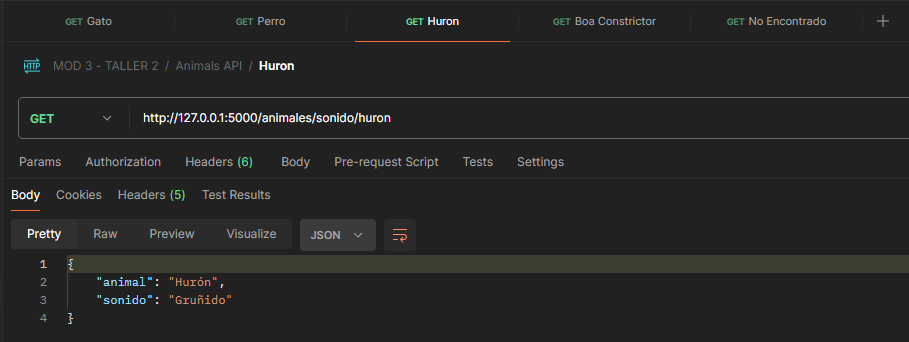 GET Gato GET Perro GET Huron GET Boa Constrictor GET No Encontrado +
HTTP MOD 3 - TALLER 2 / Animals API / Huron
GET http://127.0.0.1:5000/animales/sonido/huron
Params Authorization Headers (6) Body Pre-request Script Tests Settings
Body Cookies Headers (5) Test Results
Pretty Raw Preview Visualize JSON
1 {
2 "animal": "Hurón",
3 "sonido": "Gruñido"
4 }